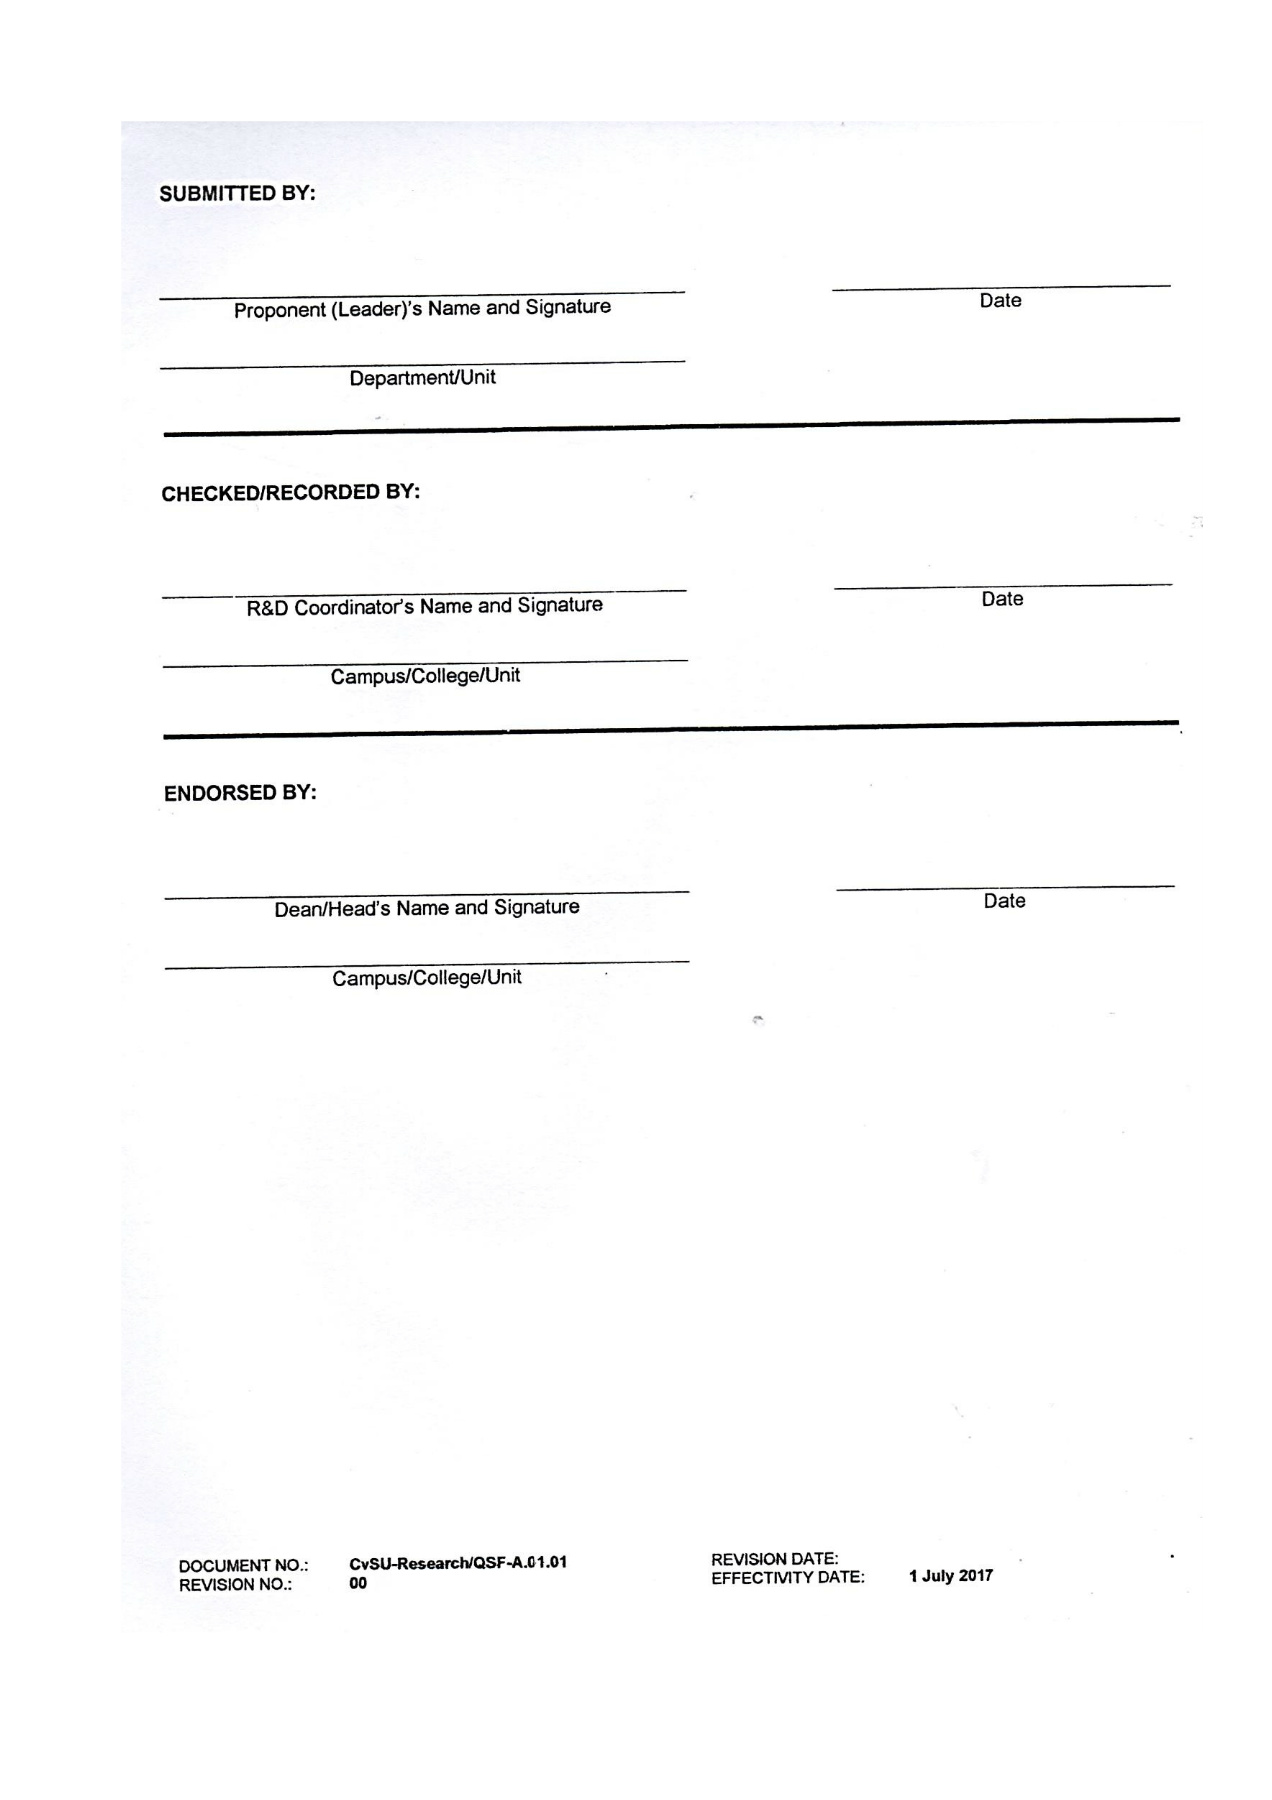 SUBMITTED BY:
Proponent (Leader)'s Name and Signature
Date
Department/Unit
CHECKED/RECORDED BY:
R&D Coordinator's Name and Signature
Date
Campus/College/Unit
ENDORSED BY:
Dean/Head's Name and Signature
Date
Campus/College/Unit
DOCUMENT NO.: CvSU-Research/QSF-A.01.01
REVISION NO.: 00
REVISION DATE:
EFFECTIVITY DATE: 1 July 2017